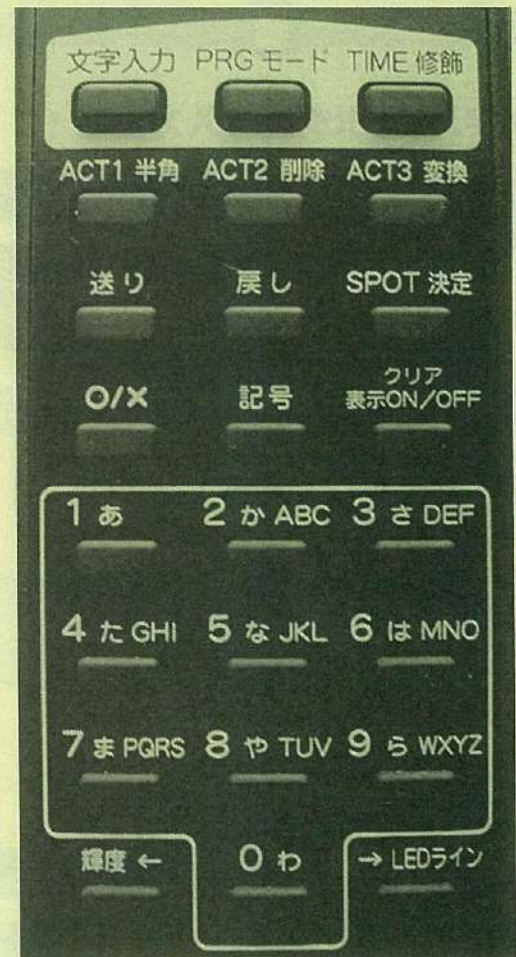 文字入力 PRG モード TIME 修飾
ACT1 半角 ACT2 削除 ACT3 変換
送り 戻し SPOT 決定
○/× 記号 クリア
表示ON/OFF
1 あ 2 か ABC 3 さ DEF
4 た GHI 5 な JKL 6 は MNO
7 ま PQRS 8 や TUV 9 ら WXYZ
輝度 ← 0 わ → LEDライン